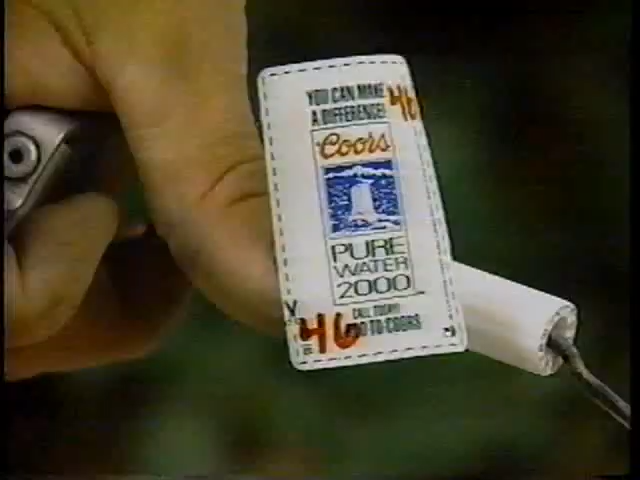 YOU CAN MAKE
A DIFFERENCE! 46
Coors
PURE
WATER
2000
CALL TODAY!
46 TO COORS